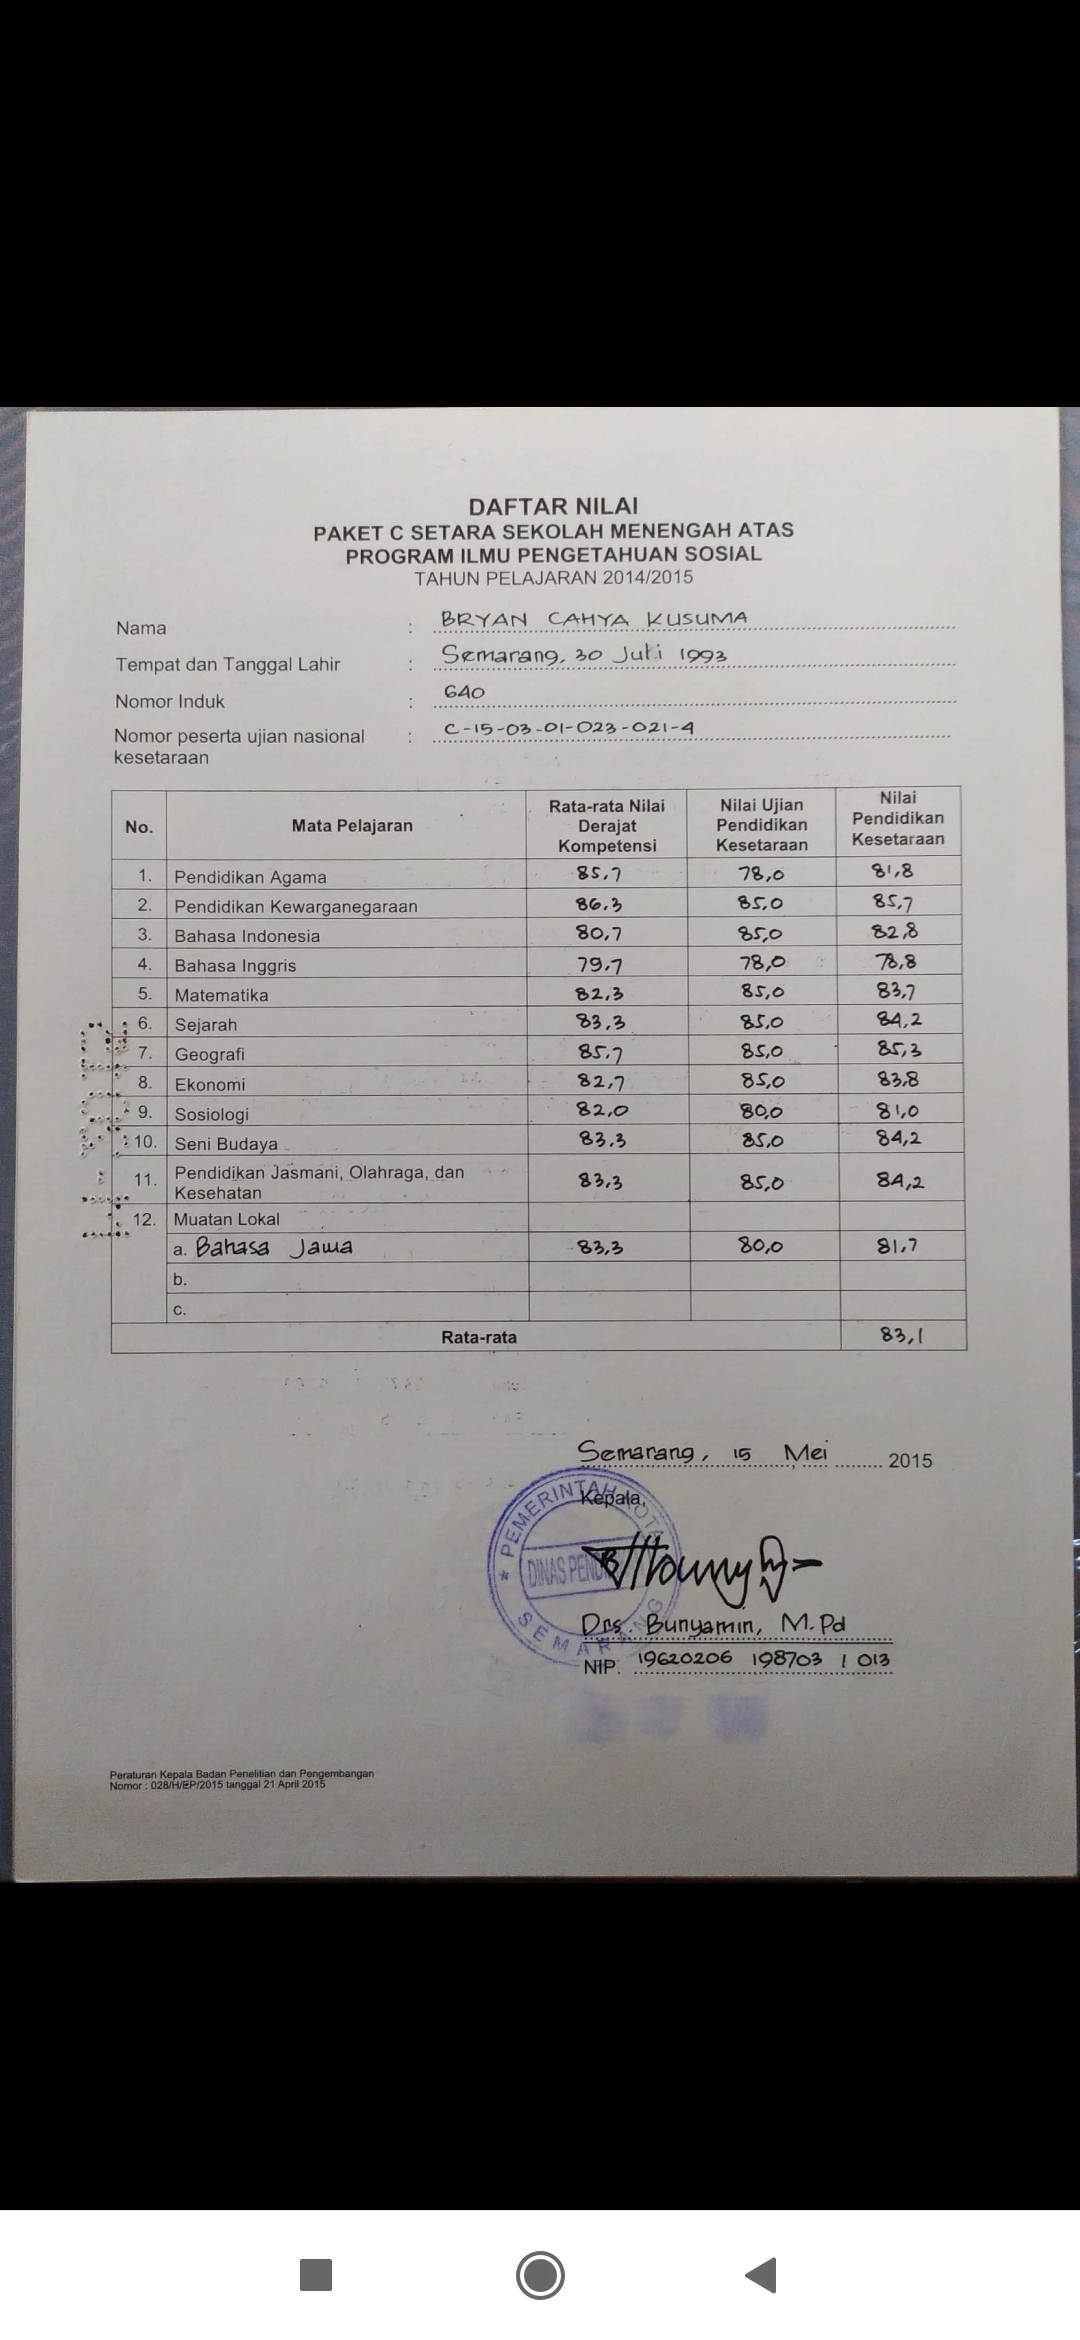 DAFTAR NILAI
PAKET C SETARA SEKOLAH MENENGAH ATAS
PROGRAM ILMU PENGETAHUAN SOSIAL
TAHUN PELAJARAN 2014/2015
Nama : BRYAN CAHYA KUSUMA
Tempat dan Tanggal Lahir : Semarang, 30 Juli 1993
Nomor Induk : 640
Nomor peserta ujian nasional : C-15-03-01-023-021-4
kesetaraan
No. Mata Pelajaran Rata-rata Nilai Derajat Kompetensi Nilai Ujian Pendidikan Kesetaraan Nilai Pendidikan Kesetaraan
1. Pendidikan Agama 85,7 78,0 81,8
2. Pendidikan Kewarganegaraan 86,3 85,0 85,7
3. Bahasa Indonesia 80,7 85,0 82,8
4. Bahasa Inggris 79,7 78,0 78,8
5. Matematika 82,3 85,0 83,7
6. Sejarah 83,3 85,0 84,2
7. Geografi 85,7 85,0 85,3
8. Ekonomi 82,7 85,0 83,8
9. Sosiologi 82,0 80,0 81,0
10. Seni Budaya 83,3 85,0 84,2
11. Pendidikan Jasmani, Olahraga, dan Kesehatan 83,3 85,0 84,2
12. Muatan Lokal
a. Bahasa Jawa 83,3 80,0 81,7
b.
c.
Rata-rata 83,1
Semarang, 15 Mei 2015
Kepala,
PEMERINTAH KOTA
DINAS
SEMARANG
Drs. Bunyamin, M.Pd
NIP. 19620206 198703 1 013
Peraturan Kepala Badan Penelitian dan Pengembangan
Nomor : 028/H/EP/2015 tanggal 21 April 2015